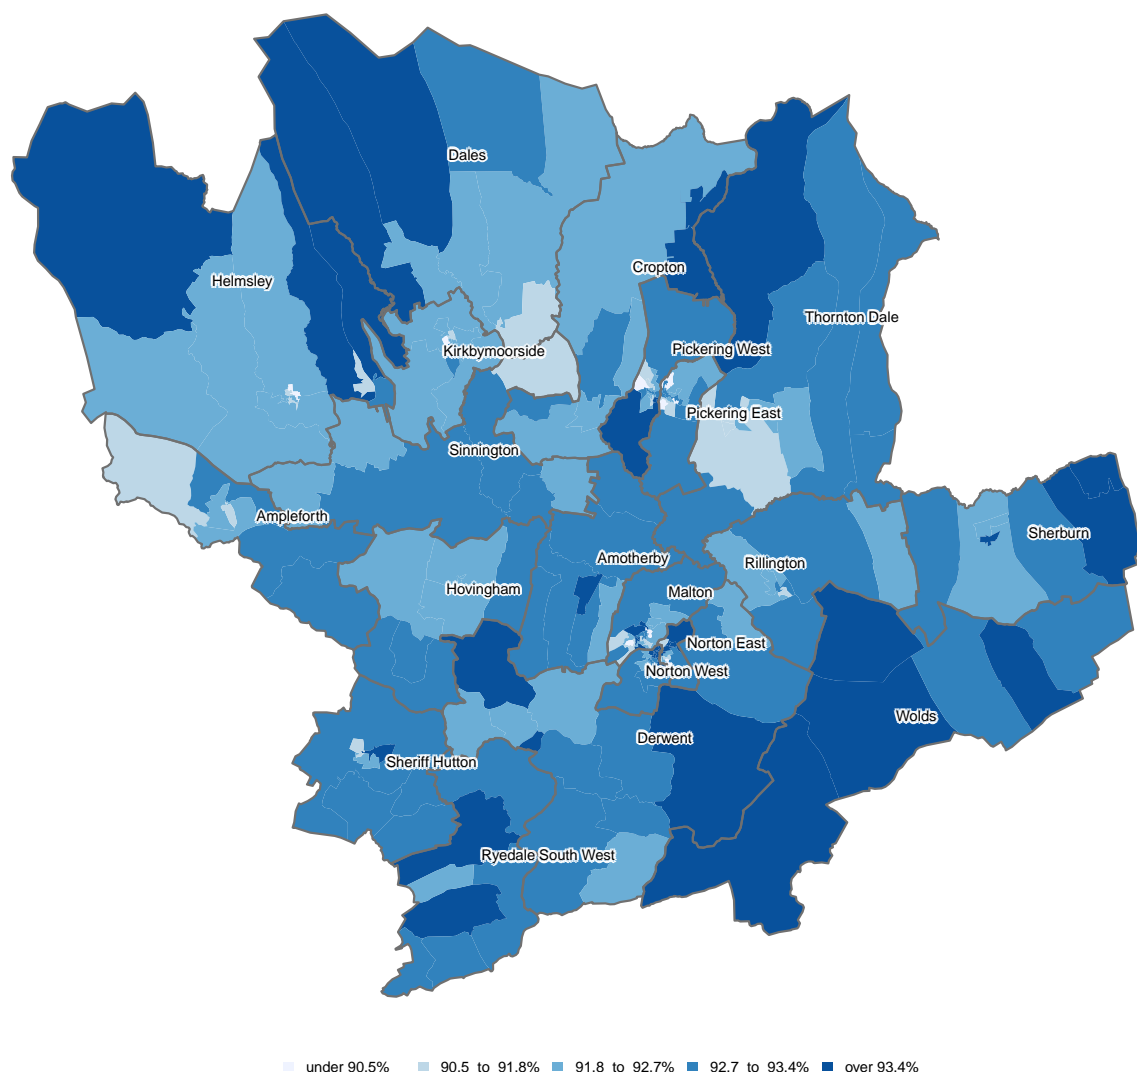 Dales
Cropton
Helmsley
Thornton Dale
Pickering West
Kirkbymoorside
Pickering East
Sinnington
Ampleforth
Sherburn
Amotherby
Rillington
Hovingham
Malton
Norton East
Norton West
Wolds
Derwent
Sheriff Hutton
Ryedale South West
under 90.5% 90.5 to 91.8% 91.8 to 92.7% 92.7 to 93.4% over 93.4%